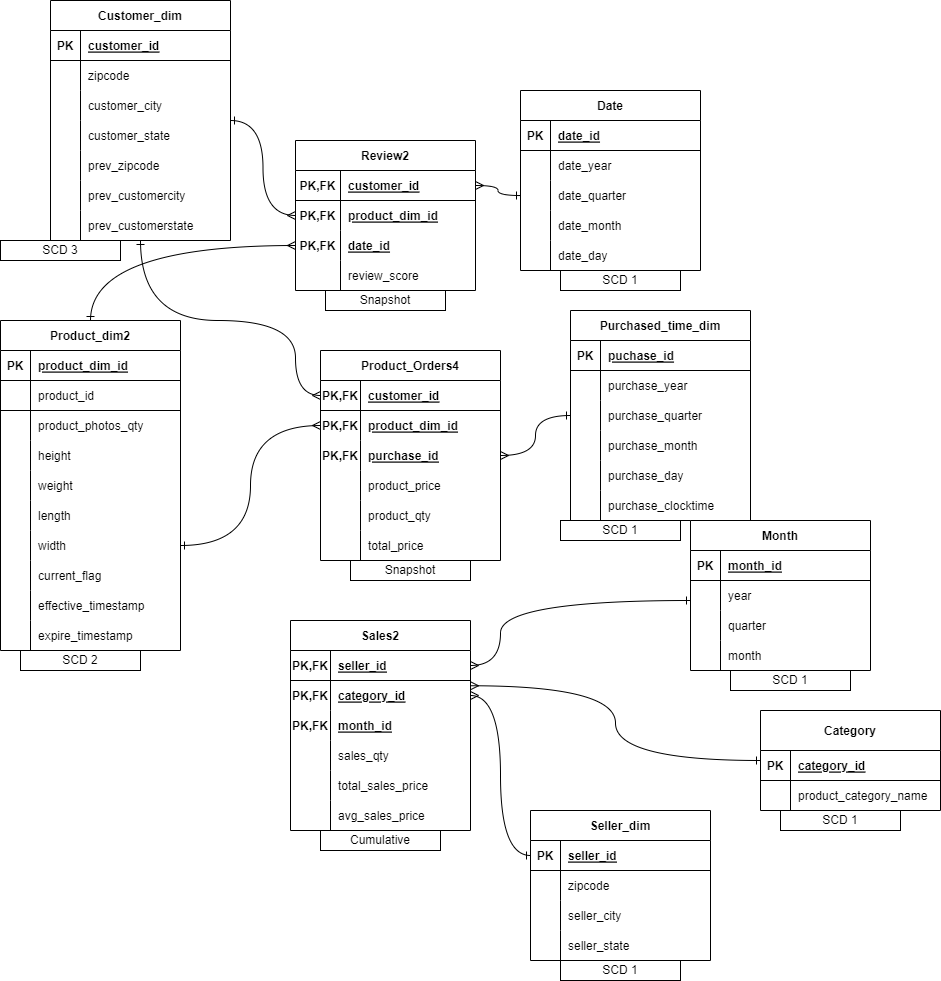 Customer_dim
PK customer_id
zipcode
customer_city
customer_state
prev_zipcode
prev_customercity
prev_customerstate
SCD 3
Review2
PK,FK customer_id
PK,FK product_dim_id
PK,FK date_id
review_score
Snapshot
Date
PK date_id
date_year
date_quarter
date_month
date_day
SCD 1
Product_dim2
PK product_dim_id
product_id
product_photos_qty
height
weight
length
width
current_flag
effective_timestamp
expire_timestamp
SCD 2
Product_Orders4
PK,FK customer_id
PK,FK product_dim_id
PK,FK purchase_id
product_price
product_qty
total_price
Snapshot
Purchased_time_dim
PK puchase_id
purchase_year
purchase_quarter
purchase_month
purchase_day
purchase_clocktime
SCD 1
Month
PK month_id
year
quarter
month
SCD 1
Sales2
PK,FK seller_id
PK,FK category_id
PK,FK month_id
sales_qty
total_sales_price
avg_sales_price
Cumulative
Category
PK category_id
product_category_name
SCD 1
Seller_dim
PK seller_id
zipcode
seller_city
seller_state
SCD 1